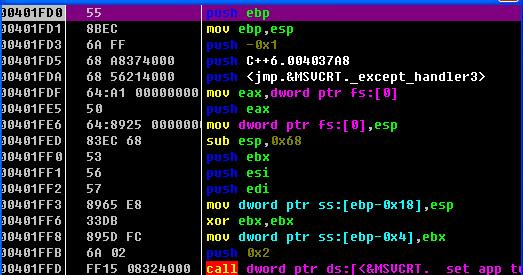 00401FD0 55 push ebp
00401FD1 8BEC mov ebp,esp
00401FD3 6A FF push -0x1
00401FD5 68 A8374000 push C++6.004037A8
00401FDA 68 56214000 push <jmp.&MSVCRT._except_handler3>
00401FDF 64:A1 00000000 mov eax,dword ptr fs:[0]
00401FE5 50 push eax
00401FE6 64:8925 0000000 mov dword ptr fs:[0],esp
00401FED 83EC 68 sub esp,0x68
00401FF0 53 push ebx
00401FF1 56 push esi
00401FF2 57 push edi
00401FF3 8965 E8 mov dword ptr ss:[ebp-0x18],esp
00401FF6 33DB xor ebx,ebx
00401FF8 895D FC mov dword ptr ss:[ebp-0x4],ebx
00401FFB 6A 02 push 0x2
00401FFD FF15 08324000 call dword ptr ds:[<&MSVCRT.__set_app_t